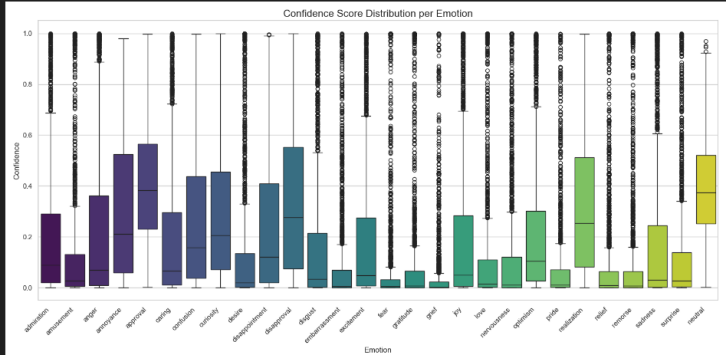 Confidence Score Distribution per Emotion
1.0
0.8
0.6
0.4
0.2
0.0
Confidence
admiration
amusement
anger
annoyance
approval
caring
confusion
curiosity
desire
disappointment
disapproval
disgust
embarrassment
excitement
fear
gratitude
grief
joy
love
nervousness
optimism
pride
realization
relief
remorse
sadness
surprise
neutral
Emotion